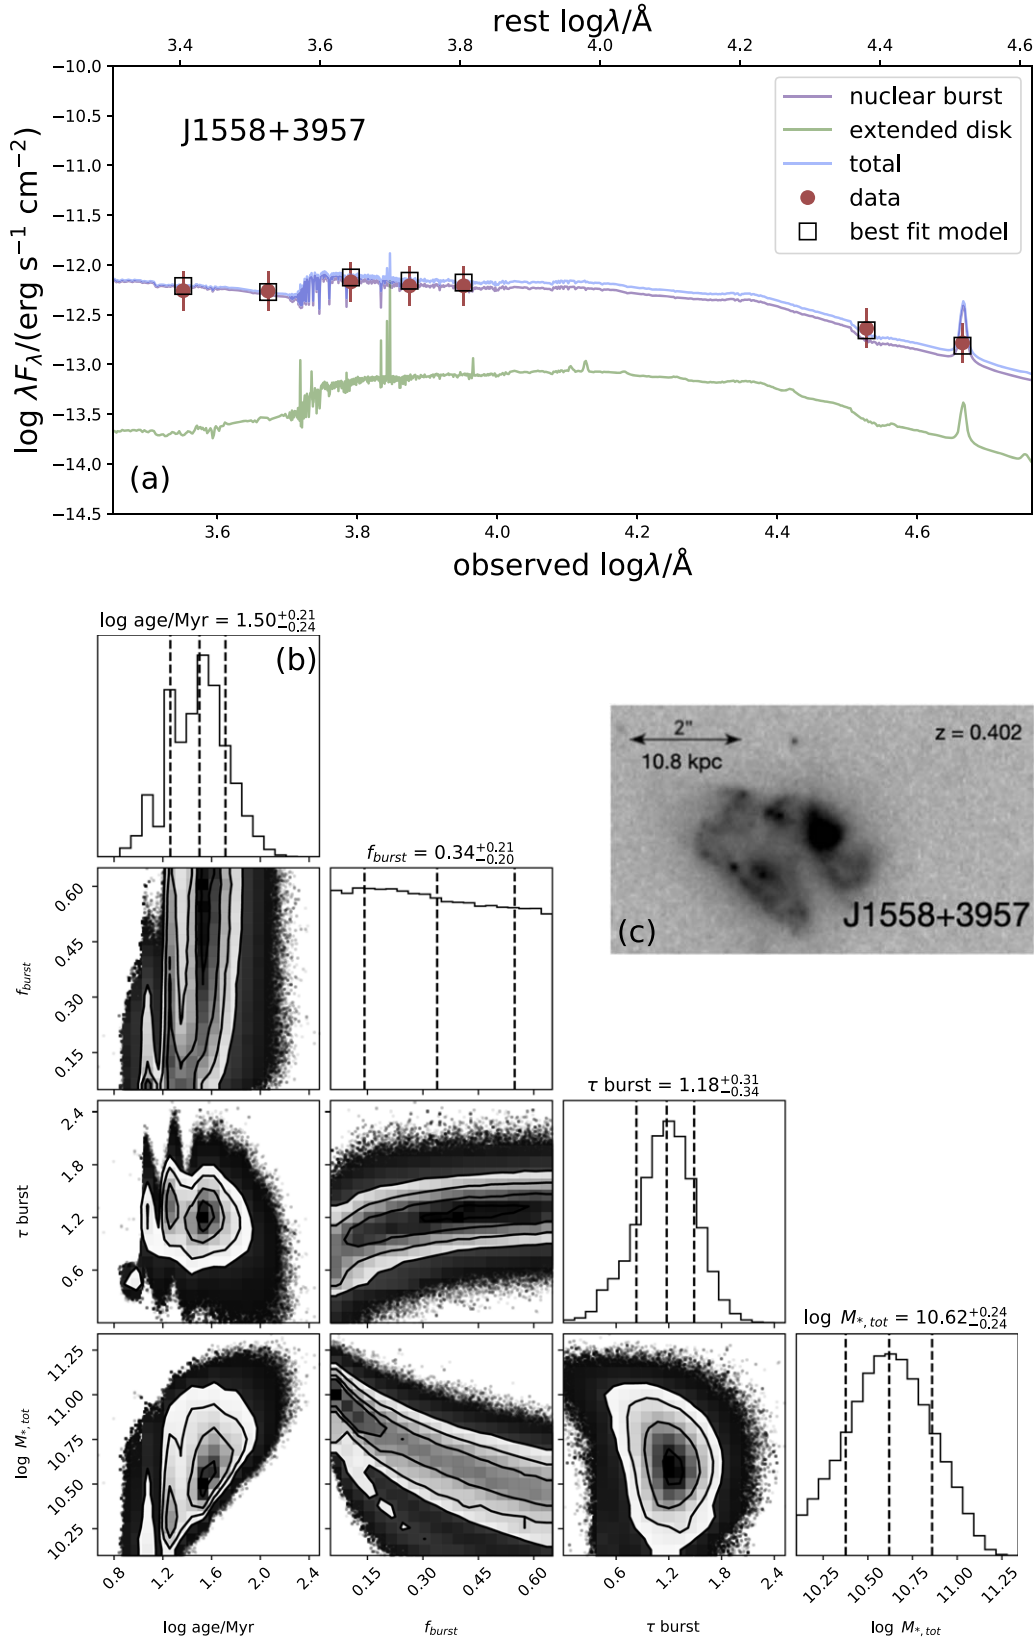 rest logλ/Å
3.4 3.6 3.8 4.0 4.2 4.4 4.6
−10.0
−10.5
−11.0
−11.5
−12.0
−12.5
−13.0
−13.5
−14.0
−14.5
log λF_λ/(erg s⁻¹ cm⁻²)
J1558+3957
nuclear burst
extended disk
total
data
best fit model
(a)
3.6 3.8 4.0 4.2 4.4 4.6
observed logλ/Å
log age/Myr = 1.50 +0.21 −0.24
(b)
2"
10.8 kpc
z = 0.402
J1558+3957
(c)
f_burst = 0.34 +0.21 −0.20
0.60
0.45
0.30
0.15
f_burst
τ burst = 1.18 +0.31 −0.34
2.4
1.8
1.2
0.6
τ burst
log M_*,tot = 10.62 +0.24 −0.24
11.25
11.00
10.75
10.50
10.25
log M_*,tot
0.8 1.2 1.6 2.0 2.4
0.15 0.30 0.45 0.60
0.6 1.2 1.8 2.4
10.25 10.50 10.75 11.00 11.25
log age/Myr
f_burst
τ burst
log M_*,tot